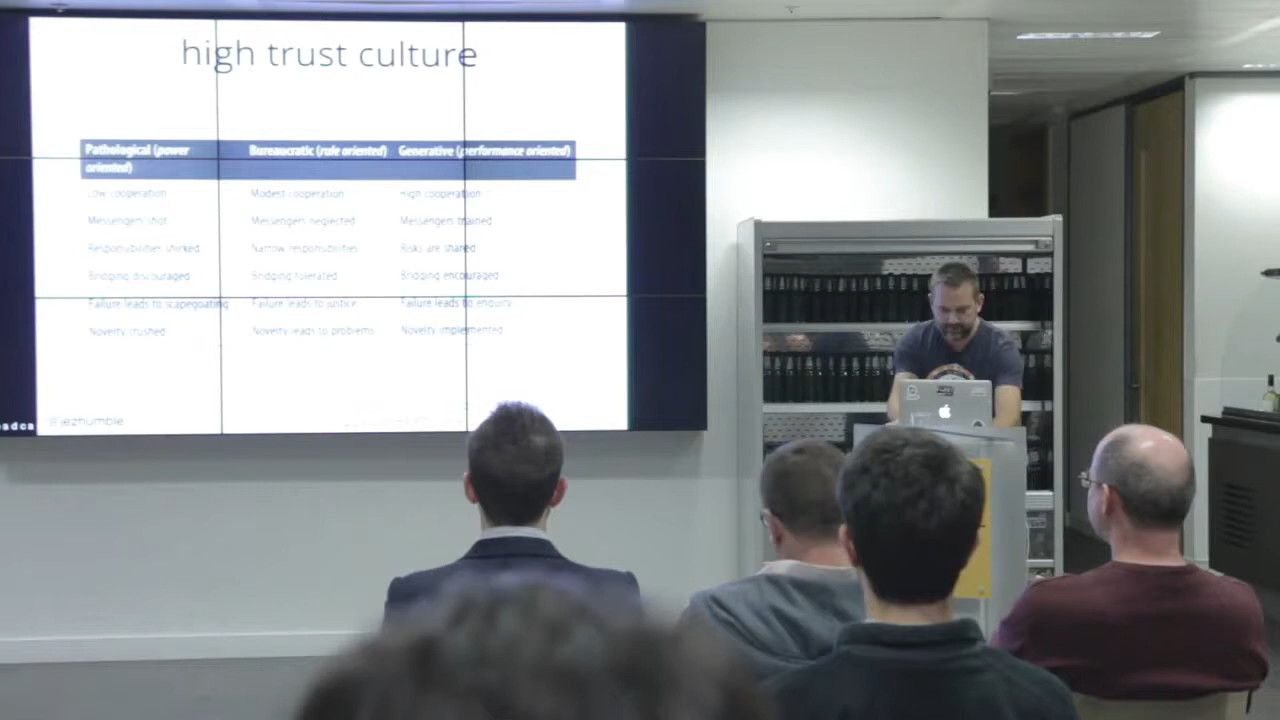 high trust culture
Pathological (power oriented) Bureaucratic (rule oriented) Generative (performance oriented)
Low cooperation Modest cooperation High cooperation
Messengers shot Messengers neglected Messengers trained
Responsibilities shirked Narrow responsibilities Risks are shared
Bridging discouraged Bridging tolerated Bridging encouraged
Failure leads to scapegoating Failure leads to justice Failure leads to enquiry
Novelty crushed Novelty leads to problems Novelty implemented
@jezhumble